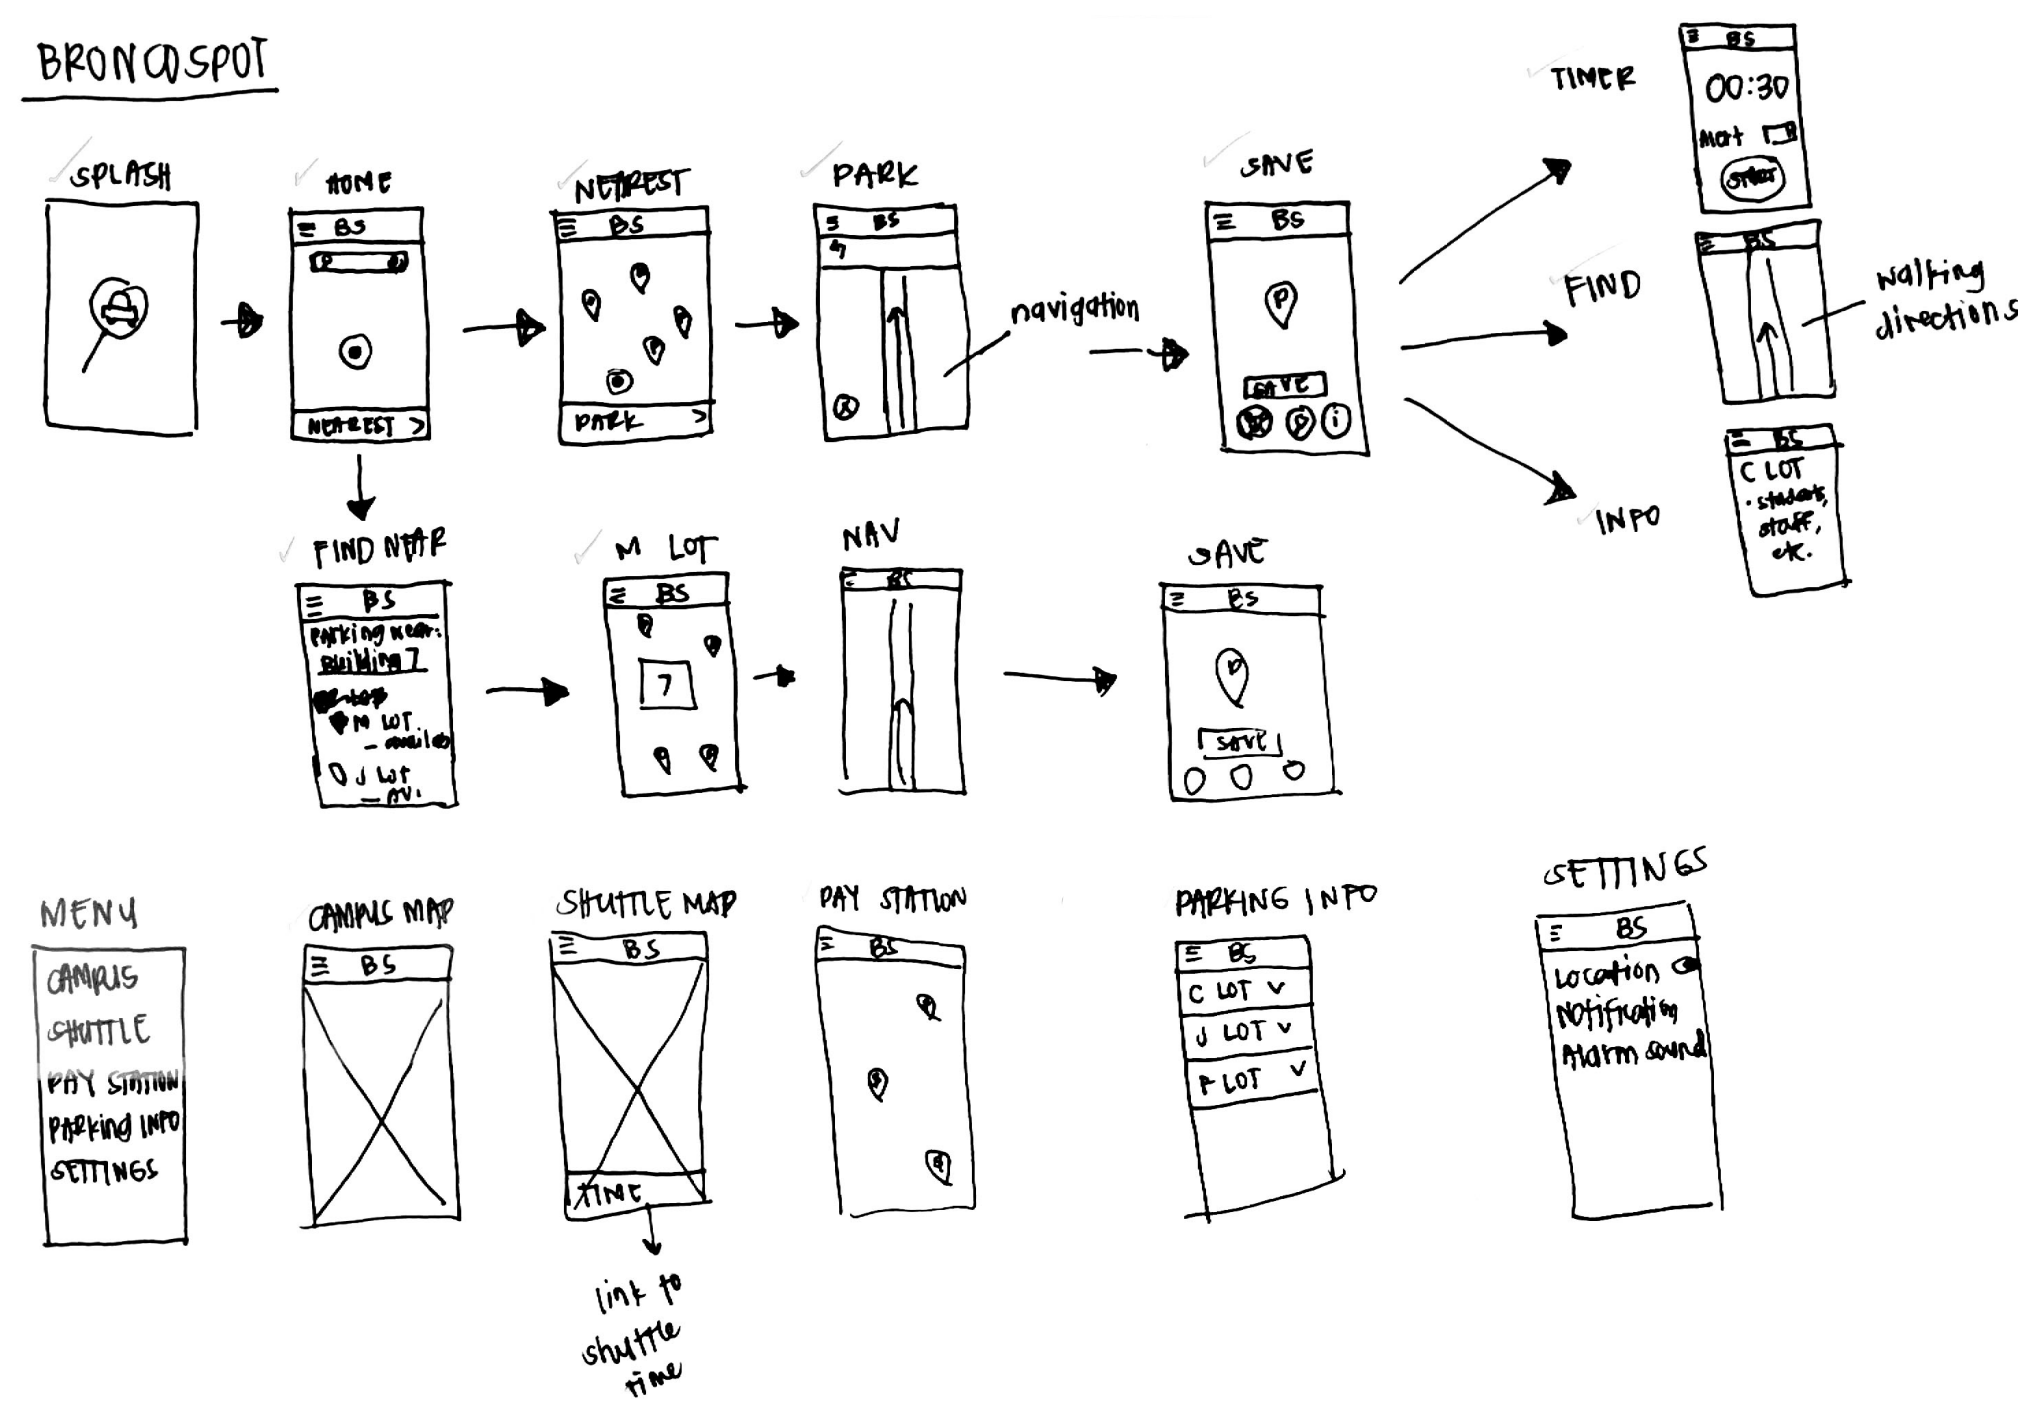 BRONCOSPOT
SPLASH
HOME
BS
NEAREST >
NEAREST
BS
PARK >
PARK
BS
navigation
SAVE
BS
P
SAVE
i
TIMER
BS
00:30
Alert
START
FIND
BS
walking
directions
INFO
BS
C LOT
• students,
staff,
etc.
FIND NEAR
BS
PARKing near:
Building 7
M LOT
J LOT
— AV.
M LOT
BS
7
NAV
BS
SAVE
BS
P
SAVE
MENU
CAMPUS
SHUTTLE
PAY STATION
PARKing INFO
SETTINGS
CAMPUS MAP
BS
SHUTTLE MAP
BS
TIME
link to
shuttle
time
PAY STATION
BS
PARKING INFO
BS
C LOT
J LOT
F LOT
SETTINGS
BS
Location
Notification
Alarm sound